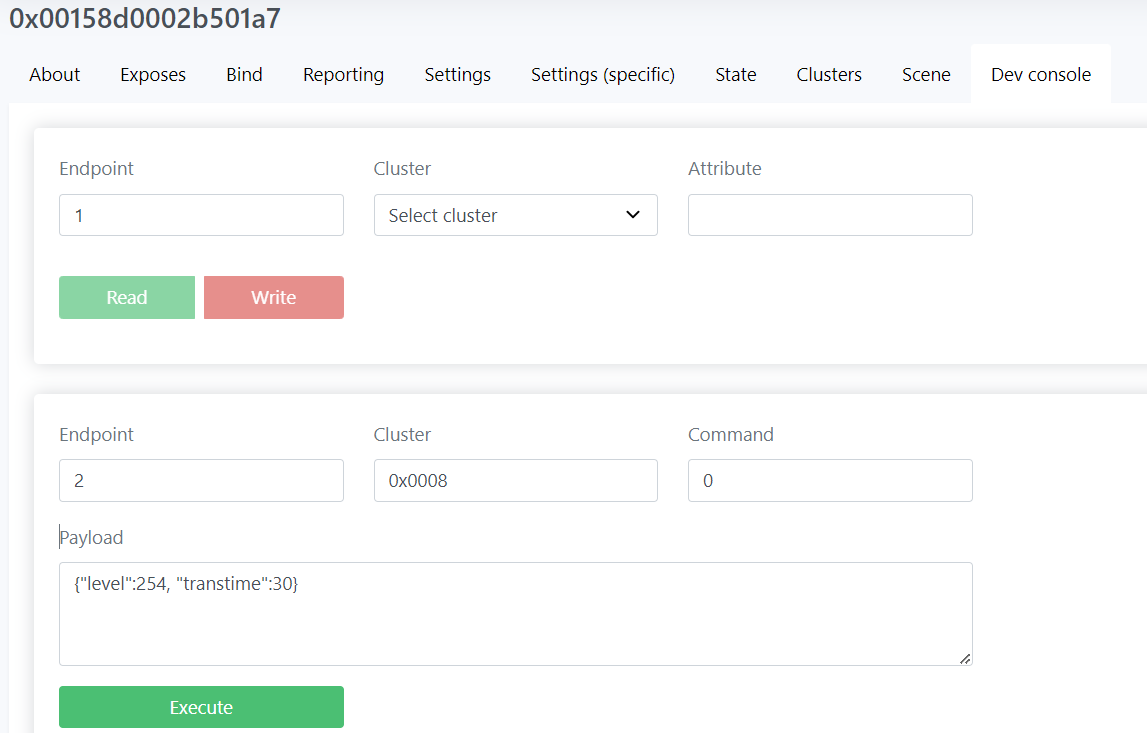 0x00158d0002b501a7
About Exposes Bind Reporting Settings Settings (specific) State Clusters Scene Dev console
Endpoint Cluster Attribute
1 Select cluster
Read Write
Endpoint Cluster Command
2 0x0008 0
Payload
{"level":254, "transtime":30}
Execute